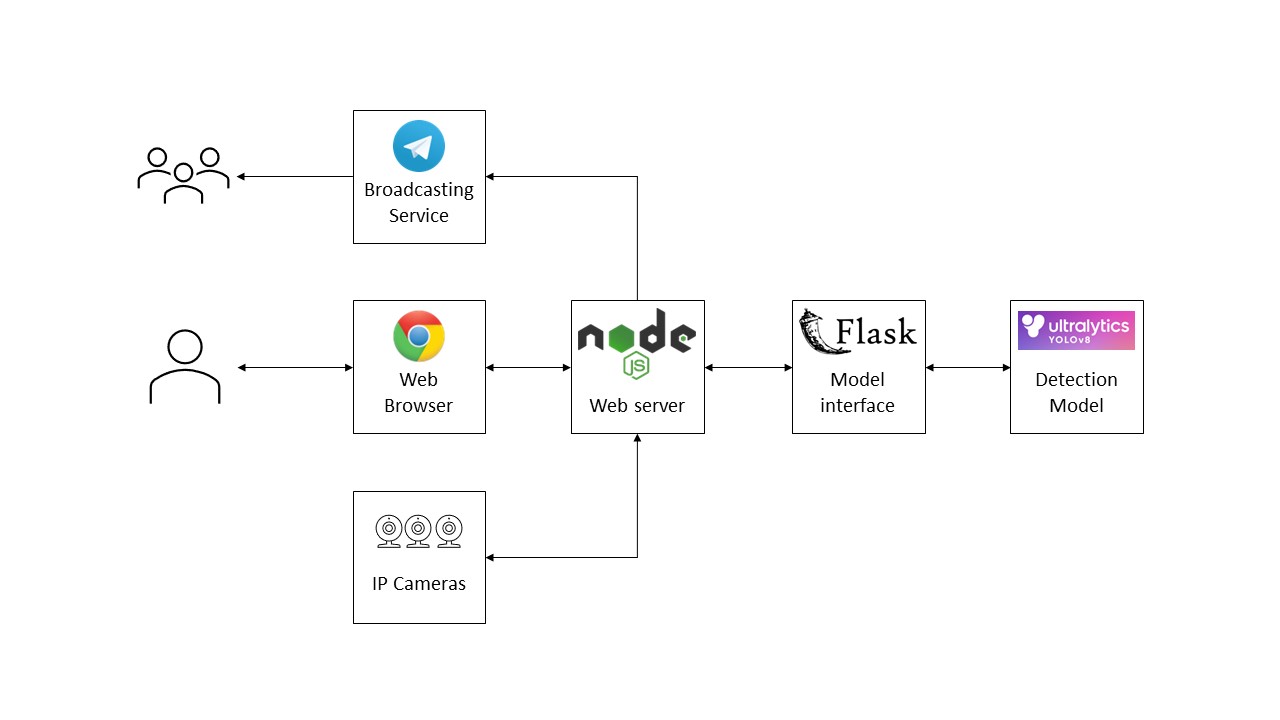 Broadcasting
Service
Web
Browser
node
JS
Web server
Flask
Model
interface
ultralytics
YOLOv8
Detection
Model
IP Cameras